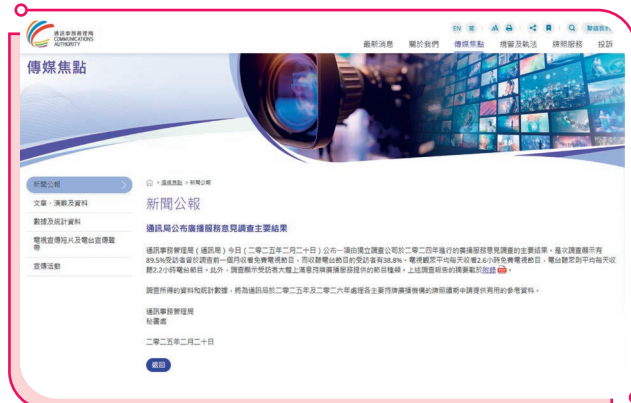 通訊事務管理局
COMMUNICATIONS
AUTHORITY
EN 简 A 聯絡我們
最新消息 關於我們 傳媒焦點 規管及執法 牌照服務 投訴
傳媒焦點
新聞公報
文章、演辭及資料
數據及統計資料
電視宣傳短片及電台宣傳聲
帶
宣傳活動
> 傳媒焦點 > 新聞公報
新聞公報
通訊局公布廣播服務意見調查主要結果
通訊事務管理局（通訊局）今日（二零二五年二月二十日）公布一項由獨立調查公司於二零二四年進行的廣播服務意見調查的主要結果。是次調查顯示有
89.5%受訪者曾於調查前一個月收看免費電視節目，而收聽電台節目的受訪者有38.8%。電視觀眾平均每天收看2.6小時免費電視節目，電台聽眾則平均每天收
聽2.2小時電台節目。此外，調查顯示受訪者大體上滿意持牌廣播服務提供的節目種類。上述調查報告的摘要載於附錄。
調查所得的資料和統計數據，將為通訊局於二零二五年及二零二六年處理各主要持牌廣播機構的牌照續期申請提供有用的參考資料。
通訊事務管理局
秘書處
二零二五年二月二十日
返回